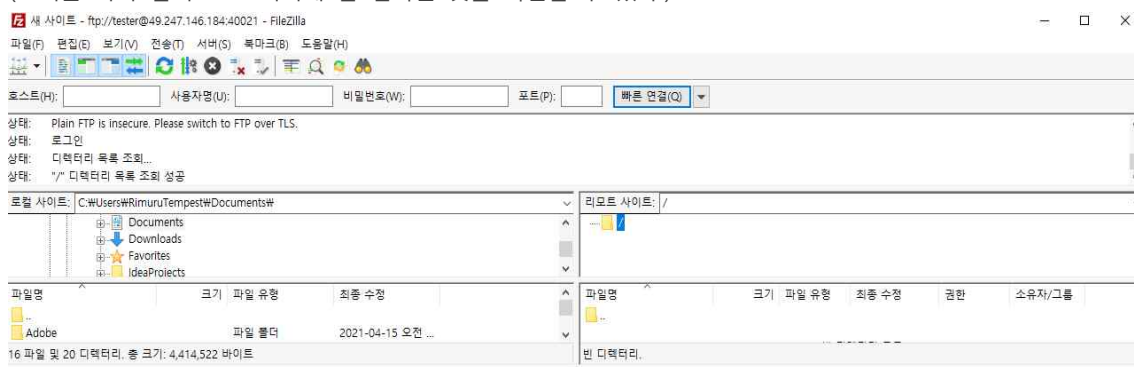 새 사이트 - ftp://tester@49.247.146.184:40021 - FileZilla
파일(F) 편집(E) 보기(V) 전송(T) 서버(S) 북마크(B) 도움말(H)
호스트(H): 사용자명(U): 비밀번호(W): 포트(P): 빠른 연결(Q)
상태: Plain FTP is insecure. Please switch to FTP over TLS.
상태: 로그인
상태: 디렉터리 목록 조회...
상태: "/" 디렉터리 목록 조회 성공
로컬 사이트: C:₩Users₩RimuruTempest₩Documents₩
리모트 사이트: /
Documents
/
Downloads
Favorites
IdeaProjects
파일명 크기 파일 유형 최종 수정
파일명 크기 파일 유형 최종 수정 권한 소유자/그룹
..
..
Adobe 파일 폴더 2021-04-15 오전 ...
16 파일 및 20 디렉터리. 총 크기: 4,414,522 바이트
빈 디렉터리.